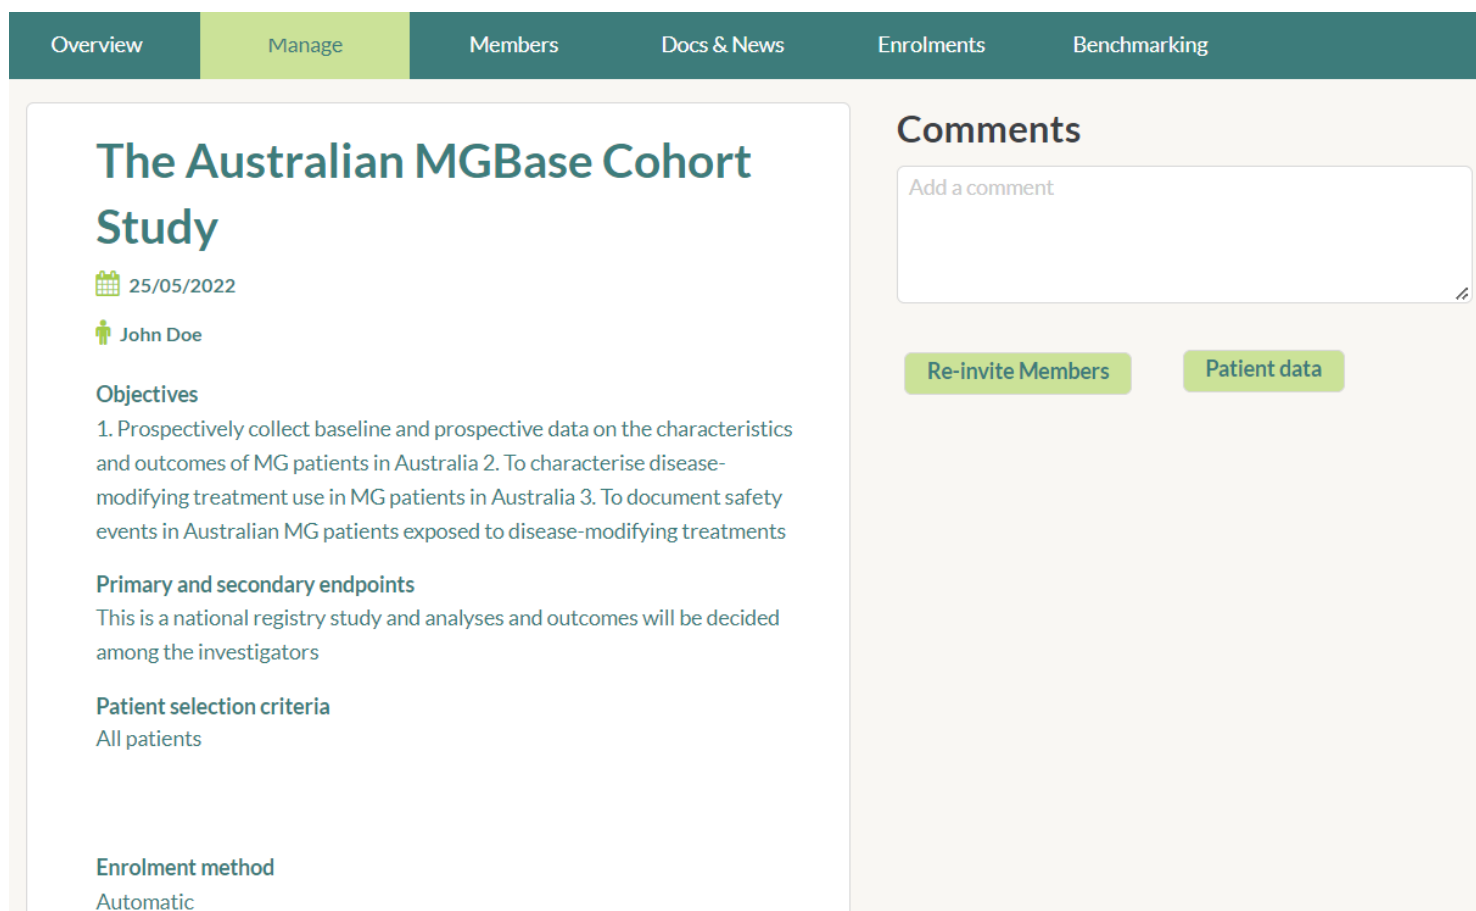 Overview Manage Members Docs & News Enrolments Benchmarking
The Australian MGBase Cohort
Study
25/05/2022
John Doe
Objectives
1. Prospectively collect baseline and prospective data on the characteristics
and outcomes of MG patients in Australia 2. To characterise disease-
modifying treatment use in MG patients in Australia 3. To document safety
events in Australian MG patients exposed to disease-modifying treatments
Primary and secondary endpoints
This is a national registry study and analyses and outcomes will be decided
among the investigators
Patient selection criteria
All patients
Enrolment method
Automatic
Comments
Add a comment
Re-invite Members Patient data